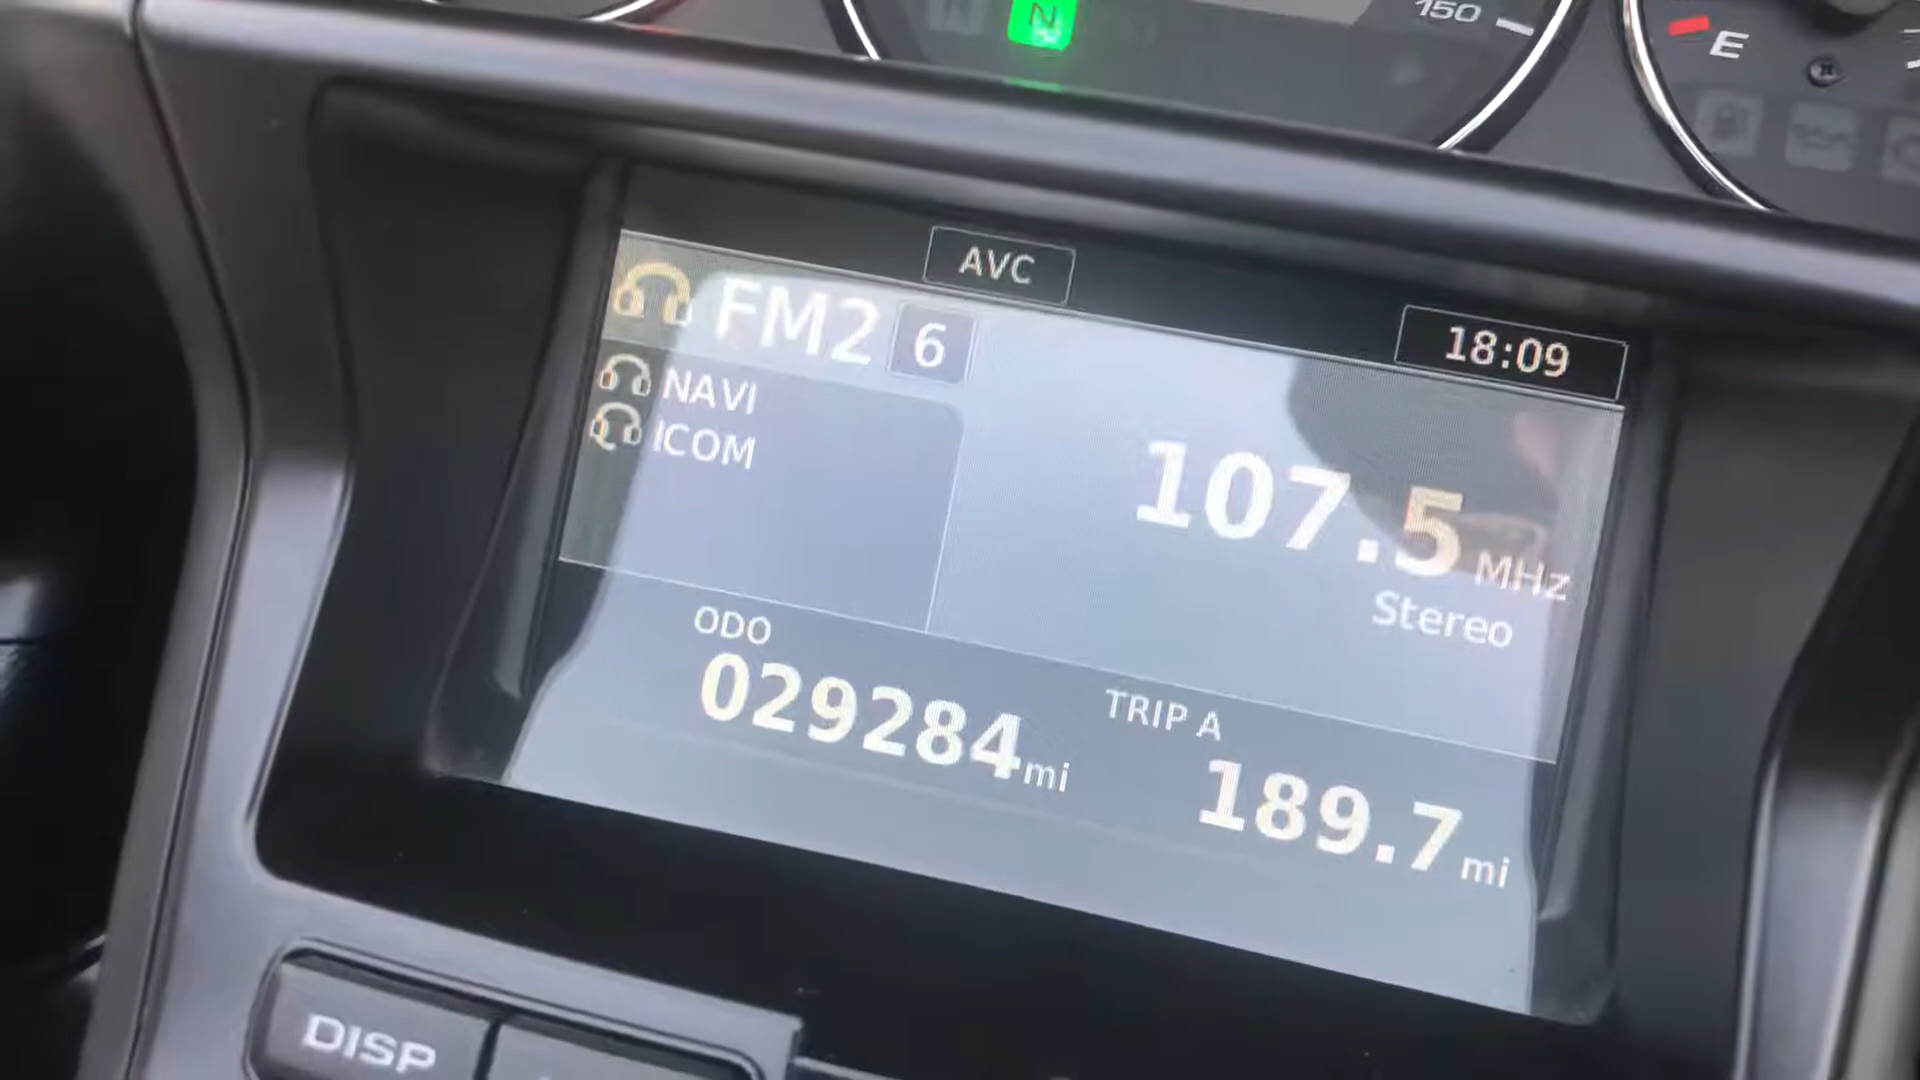 150
N
E
AVC
FM2 6
18:09
NAVI
ICOM
107.5 MHz
Stereo
ODO
029284 mi
TRIP A
189.7 mi
DISP